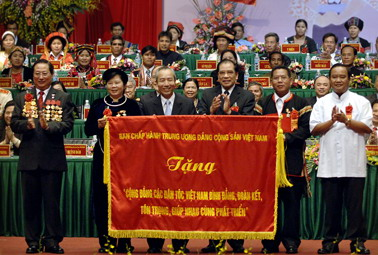 BAN CHẤP HÀNH TRUNG ƯƠNG ĐẢNG CỘNG SẢN VIỆT NAM
Tặng
"CỘNG ĐỒNG CÁC DÂN TỘC VIỆT NAM BÌNH ĐẲNG, ĐOÀN KẾT,
TÔN TRỌNG, GIÚP NHAU CÙNG PHÁT TRIỂN"